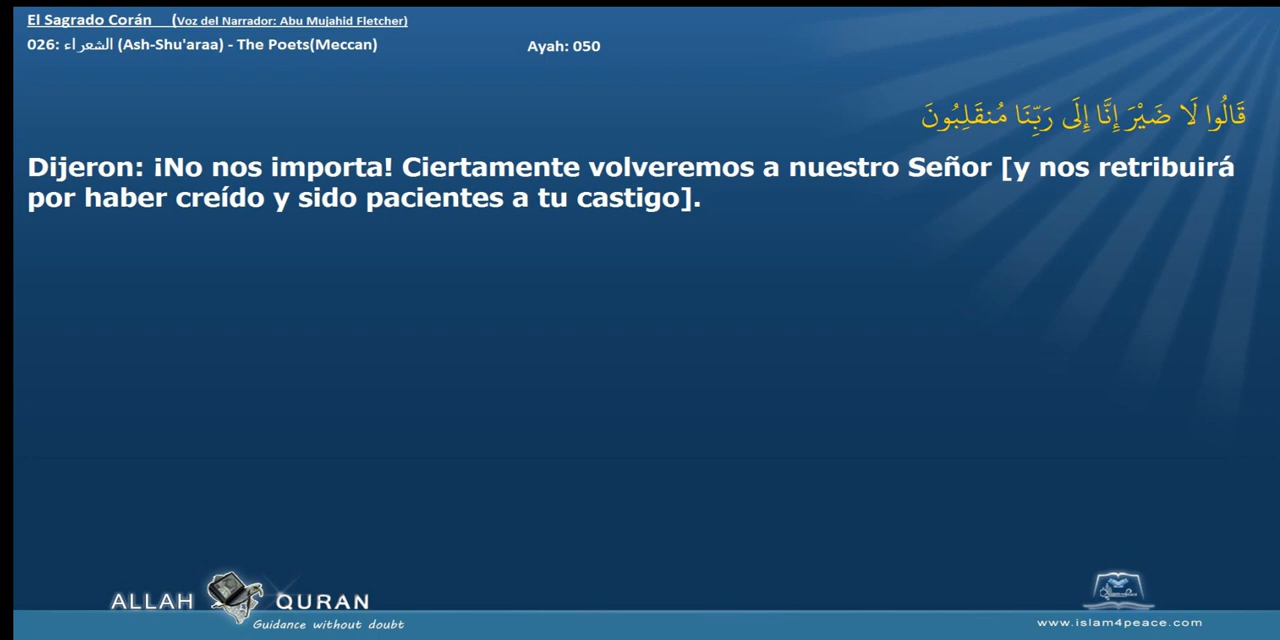 El Sagrado Corán (Voz del Narrador: Abu Mujahid Fletcher)
026: الشعراء (Ash-Shu'araa) - The Poets(Meccan) Ayah: 050
قَالُوا لَا ضَيْرَ إِنَّا إِلَى رَبِّنَا مُنقَلِبُونَ
Dijeron: ¡No nos importa! Ciertamente volveremos a nuestro Señor [y nos retribuirá
por haber creído y sido pacientes a tu castigo].
ALLAH QURAN
Guidance without doubt
www.islam4peace.com